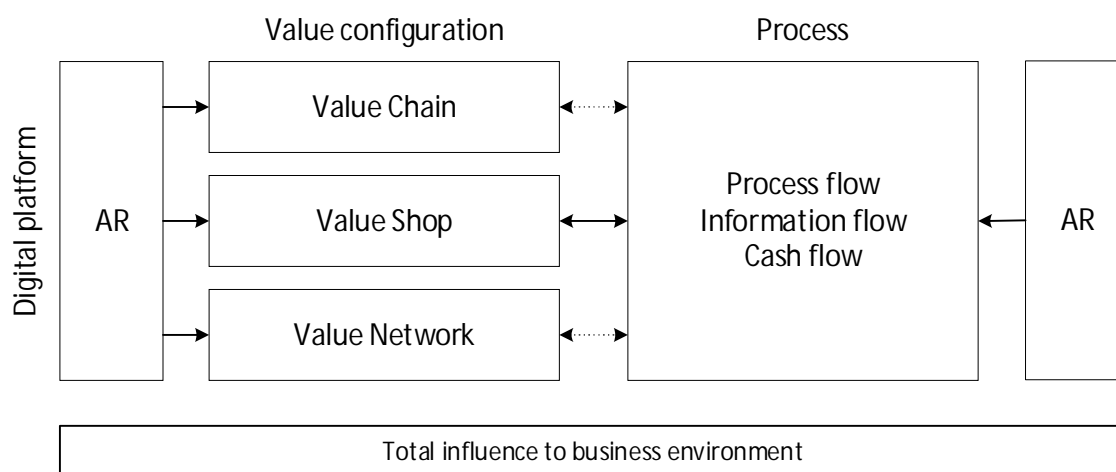 Value configuration
Process
Digital platform
AR
Value Chain
Value Shop
Value Network
Process flow
Information flow
Cash flow
AR
Total influence to business environment